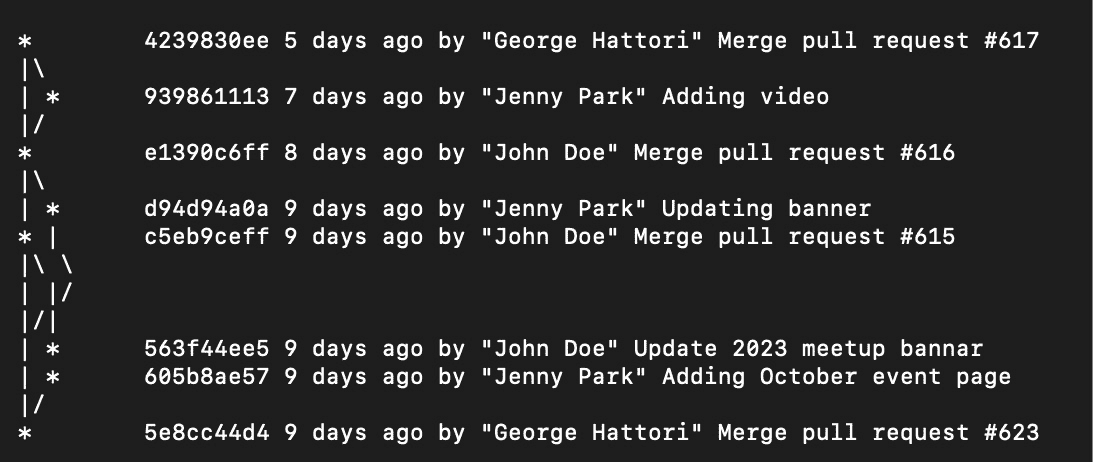 * 4239830ee 5 days ago by "George Hattori" Merge pull request #617
|\
| * 939861113 7 days ago by "Jenny Park" Adding video
|/
* e1390c6ff 8 days ago by "John Doe" Merge pull request #616
|\
| * d94d94a0a 9 days ago by "Jenny Park" Updating banner
* | c5eb9ceff 9 days ago by "John Doe" Merge pull request #615
|\ \
| |/
|/|
| * 563f44ee5 9 days ago by "John Doe" Update 2023 meetup bannar
| * 605b8ae57 9 days ago by "Jenny Park" Adding October event page
|/
* 5e8cc44d4 9 days ago by "George Hattori" Merge pull request #623